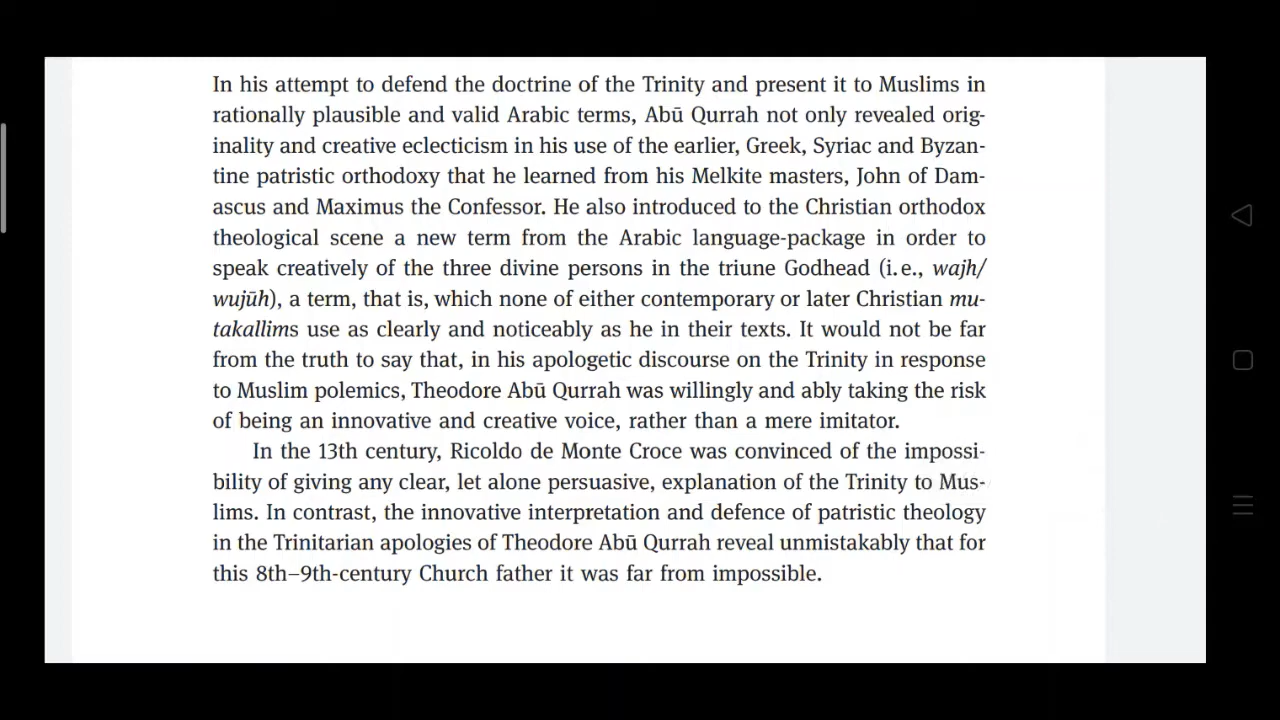 In his attempt to defend the doctrine of the Trinity and present it to Muslims in
rationally plausible and valid Arabic terms, Abū Qurrah not only revealed orig-
inality and creative eclecticism in his use of the earlier, Greek, Syriac and Byzan-
tine patristic orthodoxy that he learned from his Melkite masters, John of Dam-
ascus and Maximus the Confessor. He also introduced to the Christian orthodox
theological scene a new term from the Arabic language-package in order to
speak creatively of the three divine persons in the triune Godhead (i. e., wajh/
wujūh), a term, that is, which none of either contemporary or later Christian mu-
takallims use as clearly and noticeably as he in their texts. It would not be far
from the truth to say that, in his apologetic discourse on the Trinity in response
to Muslim polemics, Theodore Abū Qurrah was willingly and ably taking the risk
of being an innovative and creative voice, rather than a mere imitator.
In the 13th century, Ricoldo de Monte Croce was convinced of the impossi-
bility of giving any clear, let alone persuasive, explanation of the Trinity to Mus-
lims. In contrast, the innovative interpretation and defence of patristic theology
in the Trinitarian apologies of Theodore Abū Qurrah reveal unmistakably that for
this 8th–9th-century Church father it was far from impossible.